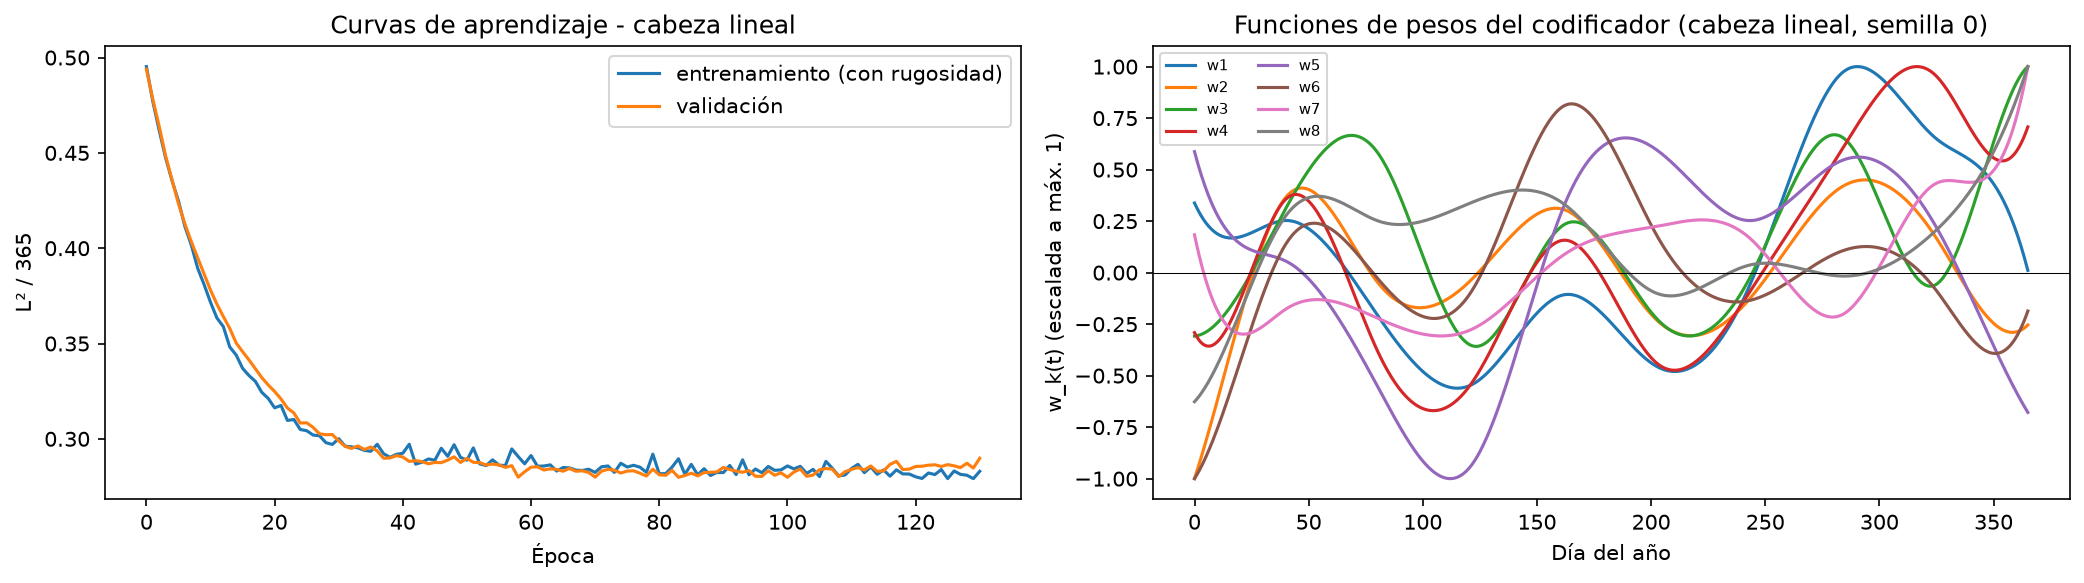 Curvas de aprendizaje - cabeza lineal
L² / 365
0.50
0.45
0.40
0.35
0.30
entrenamiento (con rugosidad)
validación
0 20 40 60 80 100 120
Época
Funciones de pesos del codificador (cabeza lineal, semilla 0)
w_k(t) (escalada a máx. 1)
1.00
0.75
0.50
0.25
0.00
−0.25
−0.50
−0.75
−1.00
w1 w5
w2 w6
w3 w7
w4 w8
0 50 100 150 200 250 300 350
Día del año